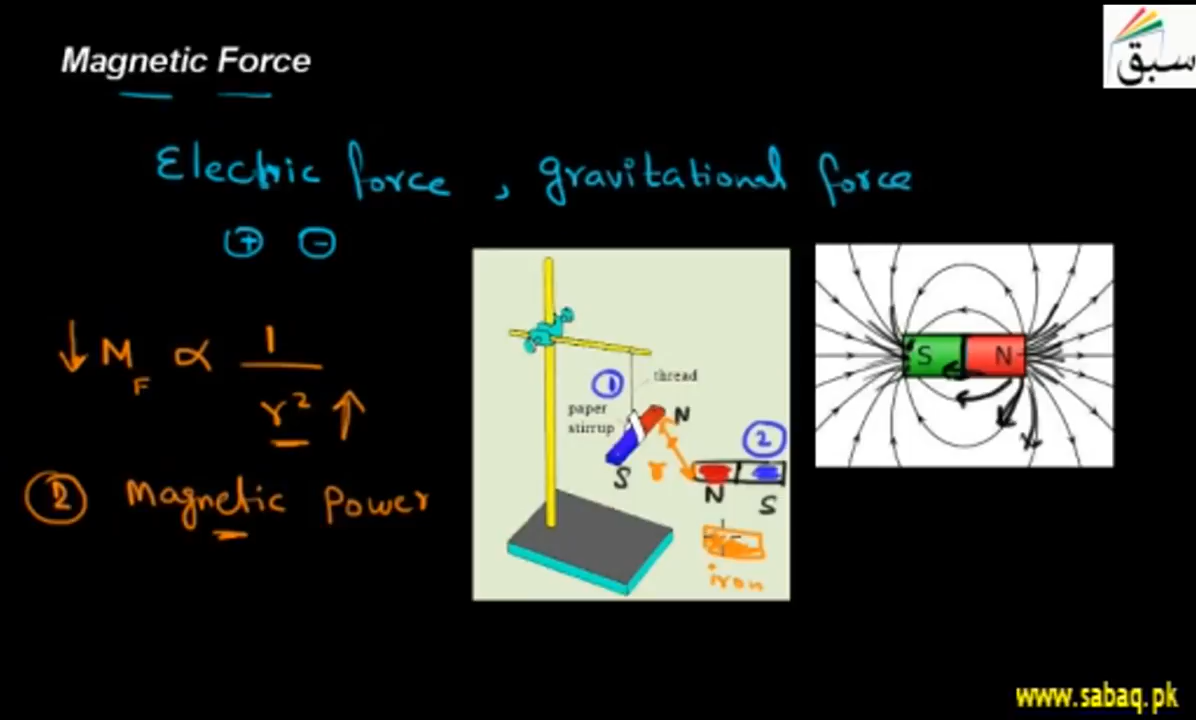 Magnetic Force
سبق
Electric force , gravitational force
+ -
↓ M_F ∝ 1/r² ↑
② Magnetic Power
①
thread
paper
stirrup
N
S
r
②
N
S
iron
S N
www.sabaq.pk